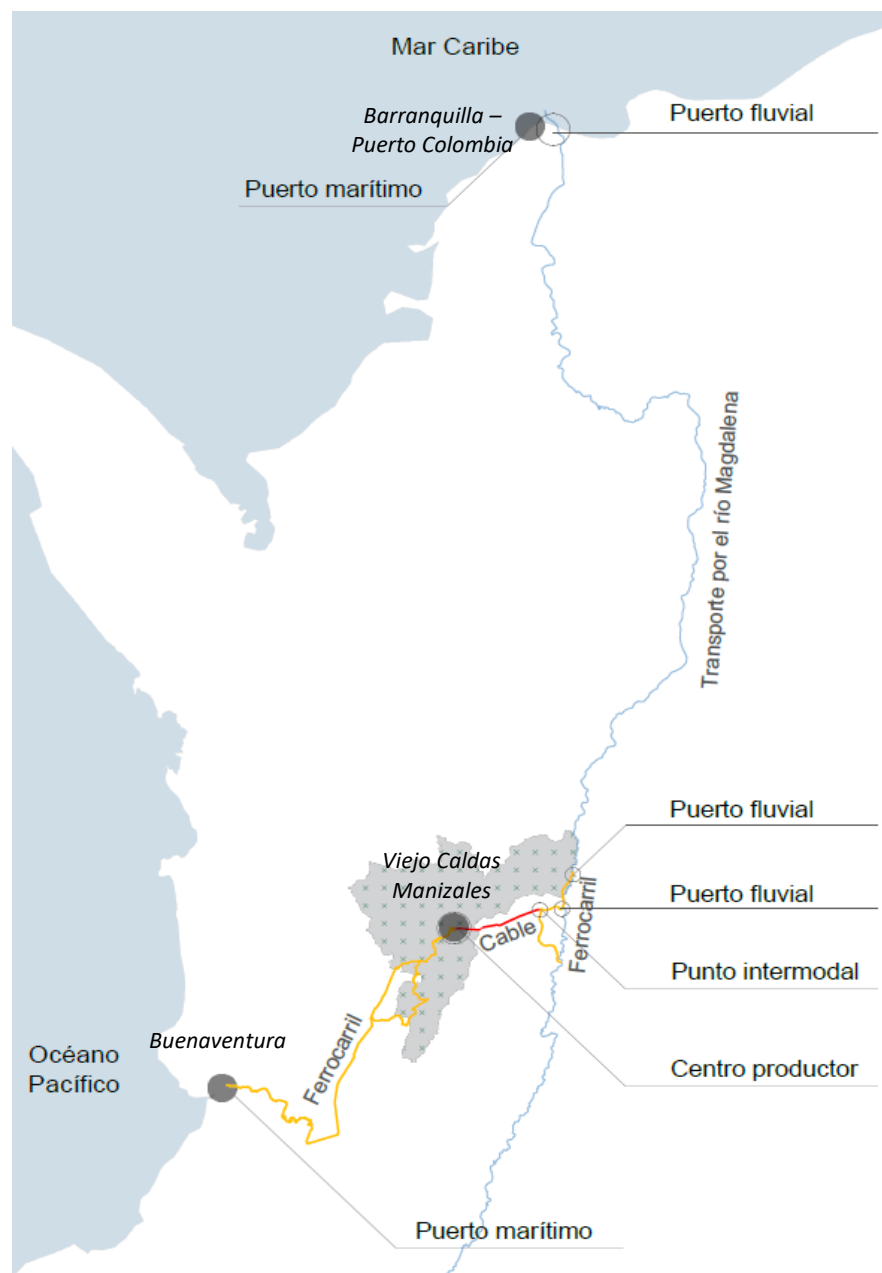 Mar Caribe
Barranquilla –
Puerto Colombia
Puerto fluvial
Puerto marítimo
Transporte por el río Magdalena
Puerto fluvial
Viejo Caldas
Manizales
Puerto fluvial
Cable
Ferrocarril
Punto intermodal
Buenaventura
Ferrocarril
Océano
Pacífico
Centro productor
Puerto marítimo